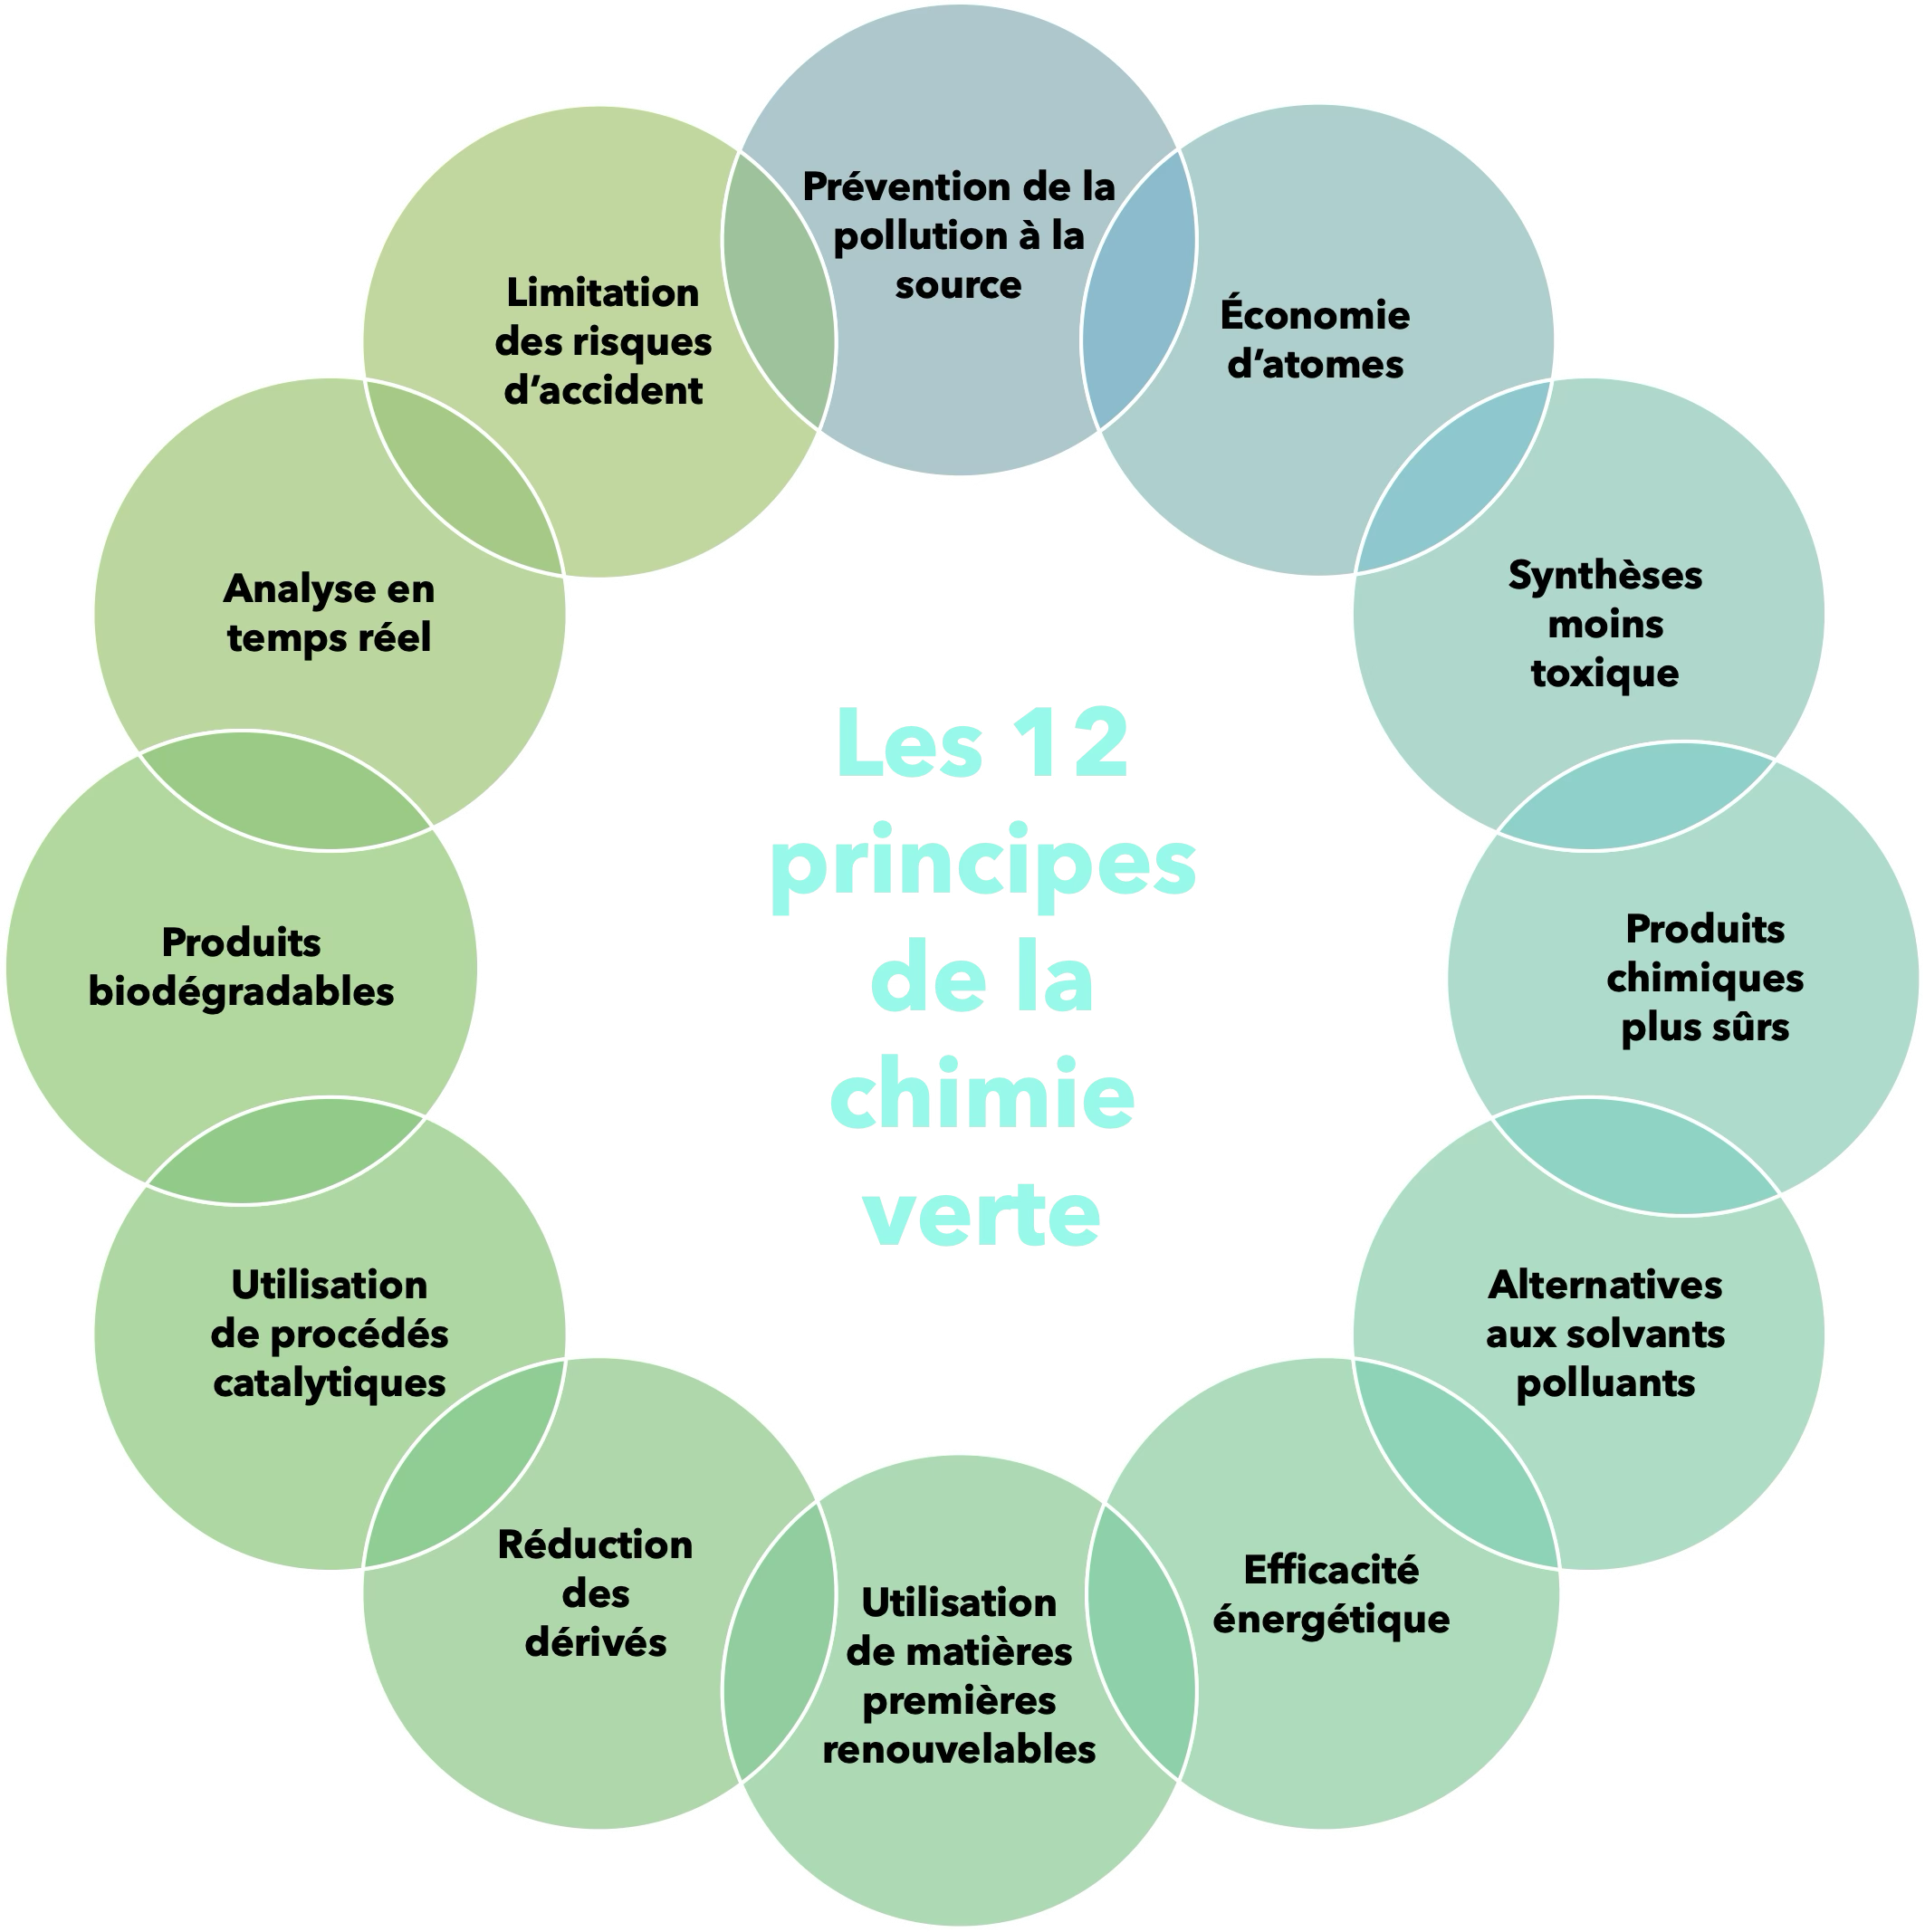 Prévention de la
pollution à la
source
Économie
d’atomes
Synthèses
moins
toxique
Produits
chimiques
plus sûrs
Alternatives
aux solvants
polluants
Efficacité
énergétique
Utilisation
de matières
premières
renouvelables
Réduction
des
dérivés
Utilisation
de procédés
catalytiques
Produits
biodégradables
Analyse en
temps réel
Limitation
des risques
d’accident
Les 12
principes
de la
chimie
verte